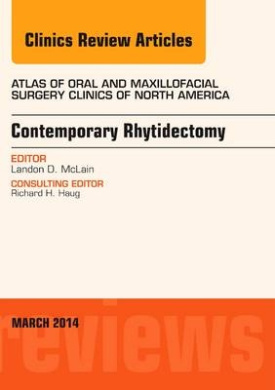 Clinics Review Articles
ATLAS OF ORAL AND MAXILLOFACIAL
SURGERY CLINICS OF NORTH AMERICA
Contemporary Rhytidectomy
EDITOR
Landon D. McLain
CONSULTING EDITOR
Richard H. Haug
MARCH 2014
reviews